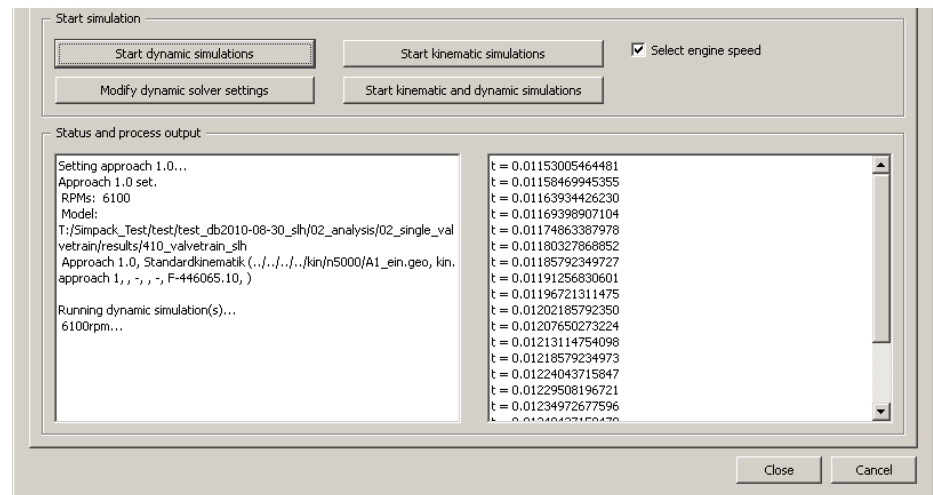 Start simulation
Start dynamic simulations
Start kinematic simulations
Select engine speed
Modify dynamic solver settings
Start kinematic and dynamic simulations
Status and process output
Setting approach 1.0...
Approach 1.0 set.
RPMs: 6100
Model:
T:/Simpack_Test/test/test_db2010-08-30_slh/02_analysis/02_single_val
vetrain/results/410_valvetrain_slh
Approach 1.0, Standardkinematik (../../../../kin/n5000/A1_ein.geo, kin.
approach 1, , -, , -, F-446065.10, )
Running dynamic simulation(s)...
6100rpm...
t = 0.01153005464481
t = 0.01158469945355
t = 0.01163934426230
t = 0.01169398907104
t = 0.01174863387978
t = 0.01180327868852
t = 0.01185792349727
t = 0.01191256830601
t = 0.01196721311475
t = 0.01202185792350
t = 0.01207650273224
t = 0.01213114754098
t = 0.01218579234973
t = 0.01224043715847
t = 0.01229508196721
t = 0.01234972677596
Close
Cancel